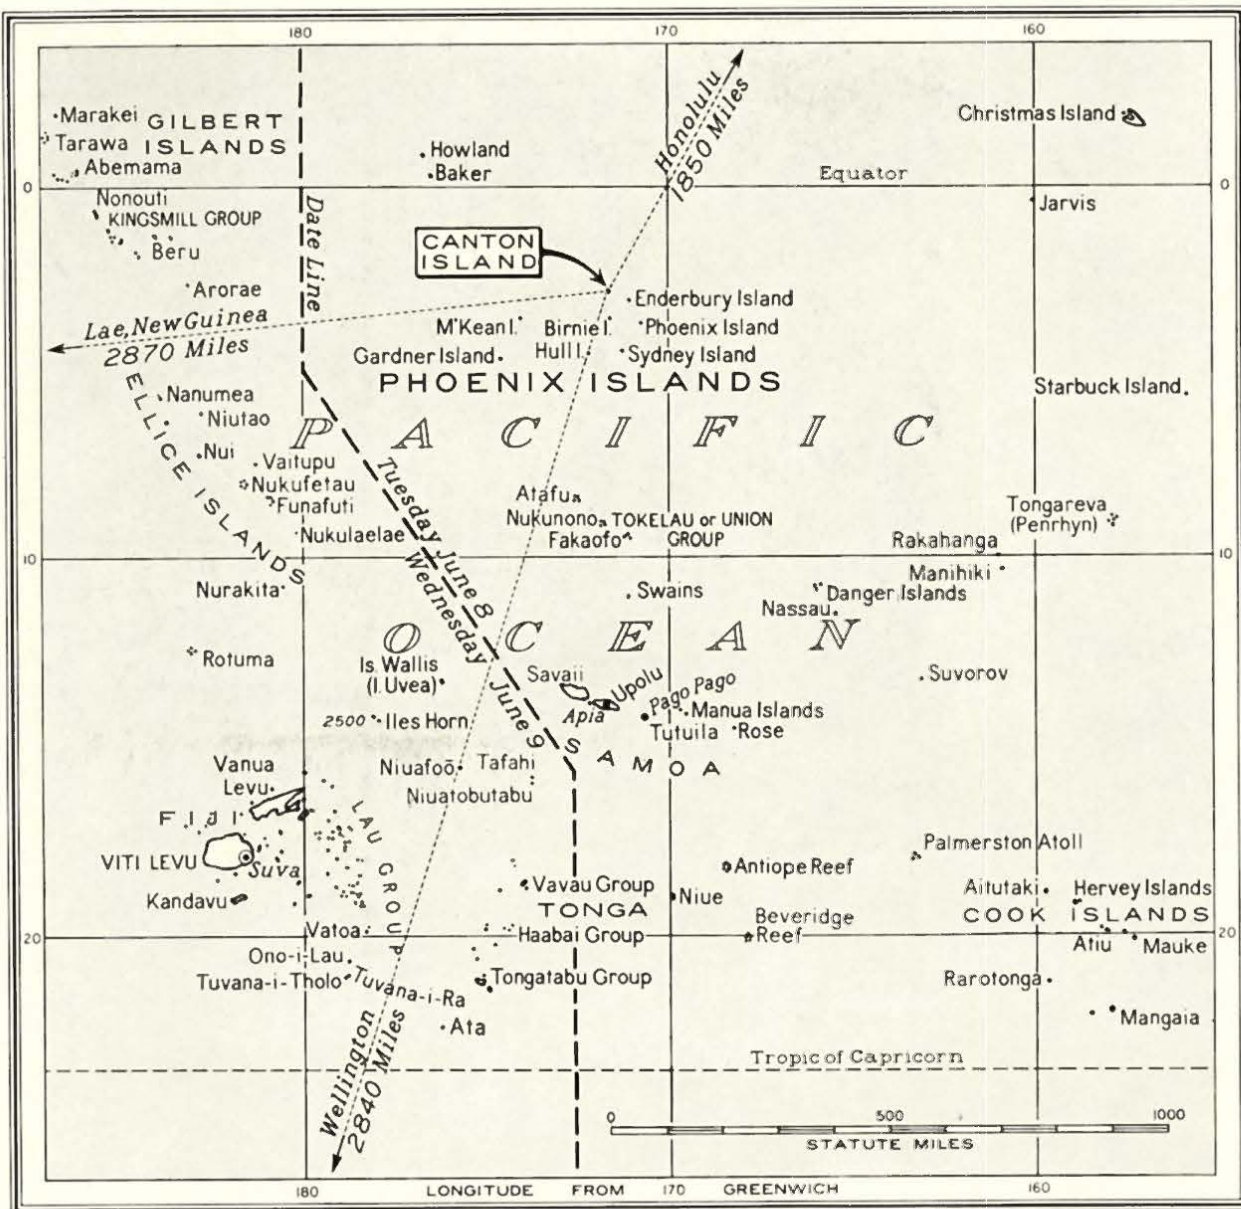 180
170
160
Marakei
GILBERT
ISLANDS
Tarawa
Abemama
Howland
Baker
Honolulu
1850 Miles
Christmas Island
0
Equator
0
Nonouti
KINGSMILL GROUP
Beru
Date Line
CANTON
ISLAND
Jarvis
Arorae
Lae, New Guinea
2870 Miles
Enderbury Island
M'Kean I.
Birnie I.
Phoenix Island
Gardner Island
Hull I.
Sydney Island
PHOENIX ISLANDS
Starbuck Island
ELLICE ISLANDS
Nanumea
Niutao
PACIFIC
Nui
Vaitupu
Nukufetau
Funafuti
Nukulaelae
Tuesday June 8
Wednesday June 9
Atafu
Nukunono
TOKELAU or UNION
GROUP
Fakaofo
Tongareva
(Penrhyn)
Rakahanga
10
10
Manihiki
Nurakita
Swains
Danger Islands
Nassau
OCEAN
Rotuma
Is. Wallis
(I. Uvea)
Savaii
Upolu
Apia
Pago Pago
Suvorov
2500
Iles Horn
Manua Islands
Tutuila
Rose
SAMOA
Vanua
Levu
Niuafoō
Tafahi
Niuatobutabu
FIJI
LAU GROUP
VITI LEVU
Suva
Palmerston Atoll
Antiope Reef
Kandavu
Vavau Group
TONGA
Niue
Aitutaki
Hervey Islands
COOK ISLANDS
Vatoa
Haabai Group
Beveridge
Reef
20
20
Atiu
Mauke
Ono-i-Lau
Tuvana-i-Tholo
Tuvana-i-Ra
Tongatabu Group
Rarotonga
Ata
Mangaia
Wellington
2840 Miles
Tropic of Capricorn
0
500
1000
STATUTE MILES
180
LONGITUDE FROM
170
GREENWICH
160